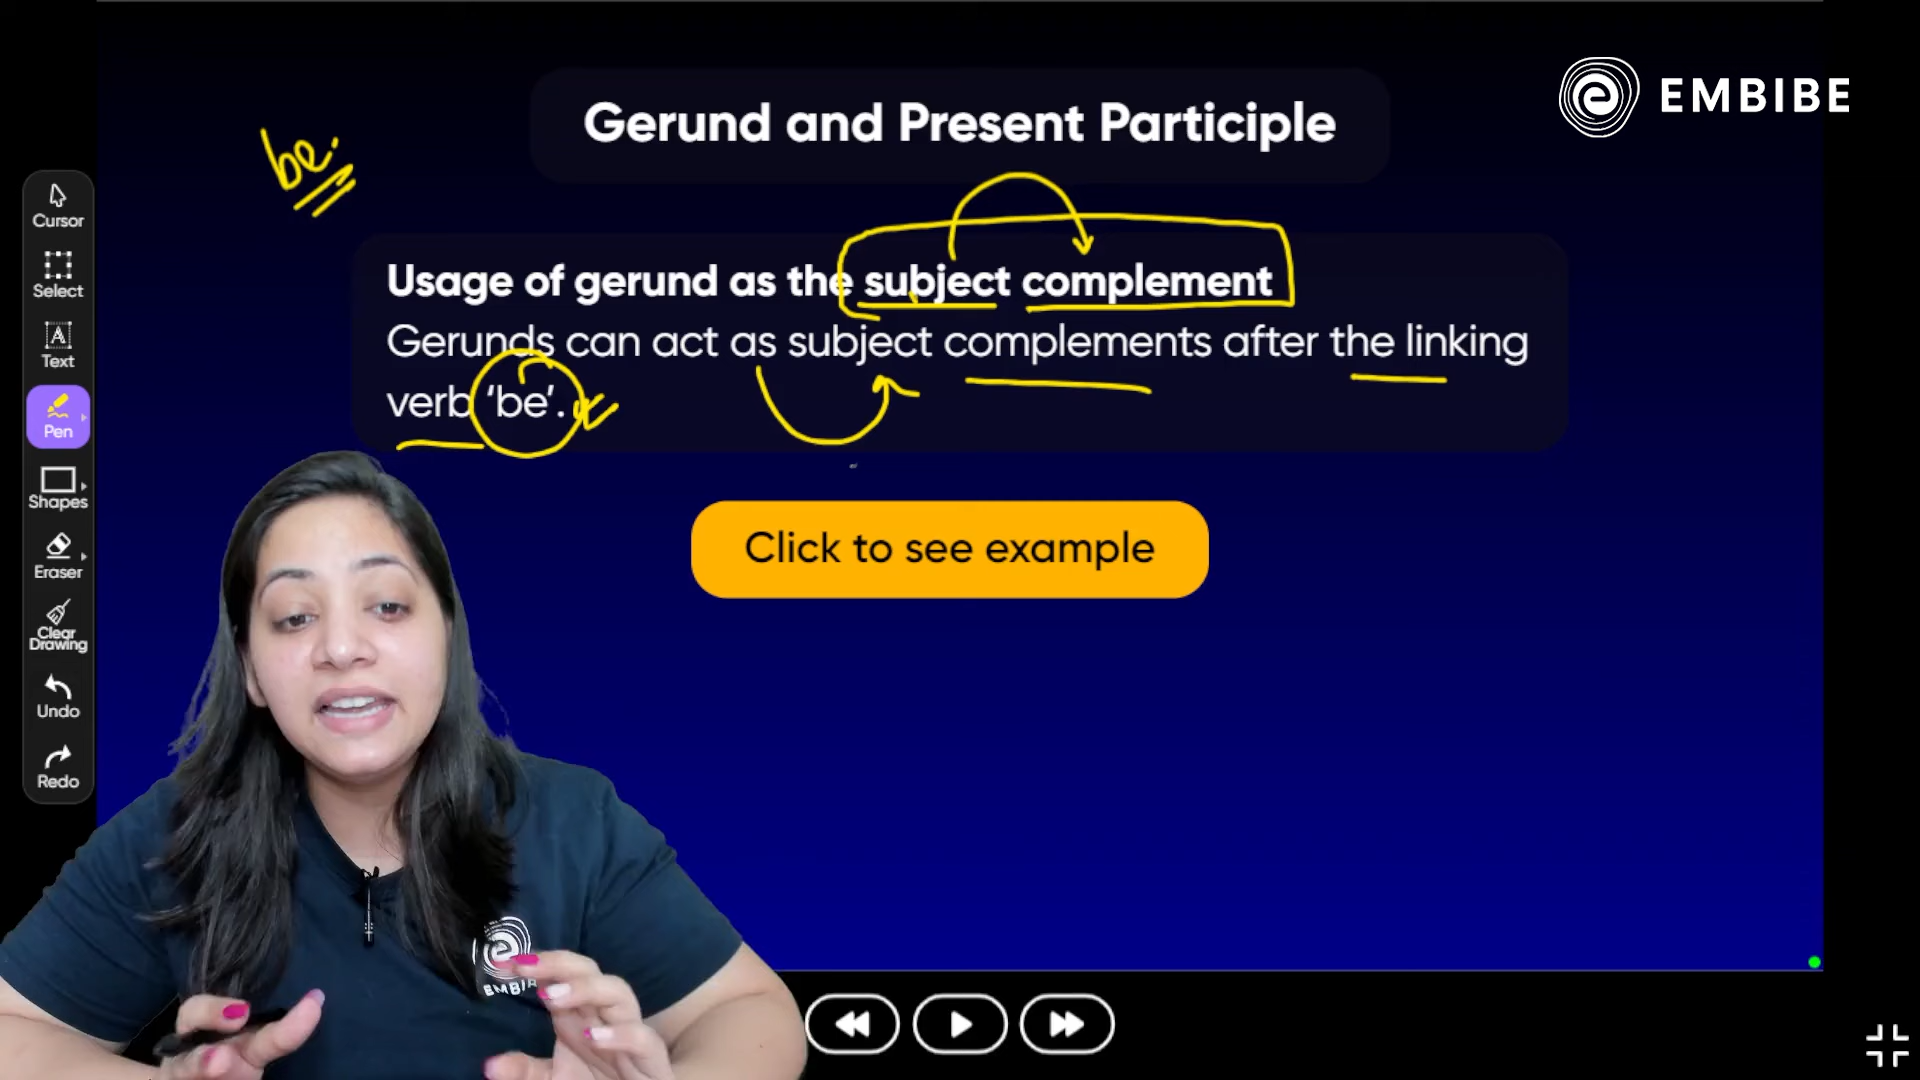 EMBIBE
Gerund and Present Participle
be.
Usage of gerund as the subject complement
Gerunds can act as subject complements after the linking
verb ‘be’.
Click to see example
Cursor
Select
A
Text
Pen
Shapes
Eraser
Clear
Drawing
Undo
Redo
EMBIBE